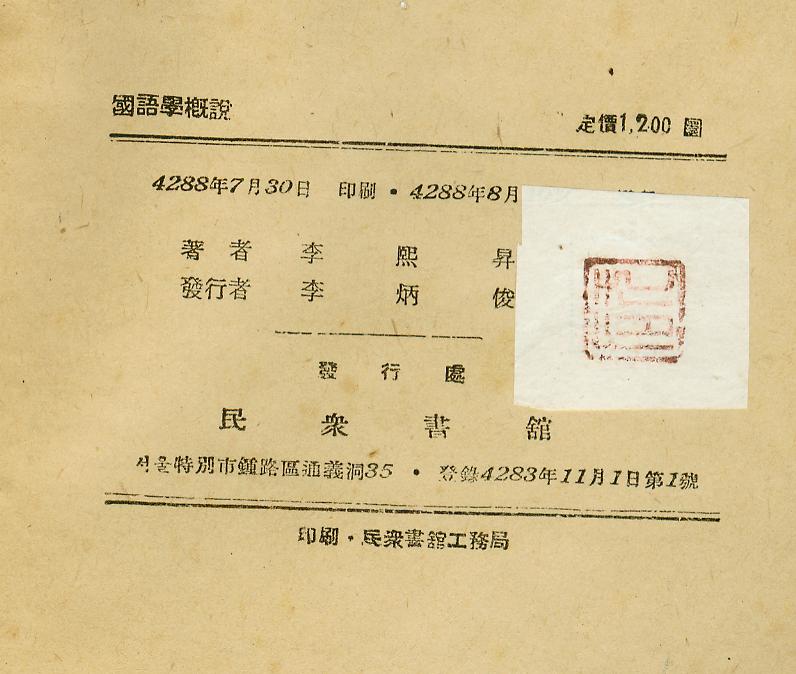 國語學槪說
定價1,200圜
4288年7月30日 印刷・4288年8月
著者 李熙昇
發行者 李炳俊
發行處
民衆書舘
서울特別市鍾路區通義洞35・登錄4283年11月1日第1號
印刷・民衆書舘工務局